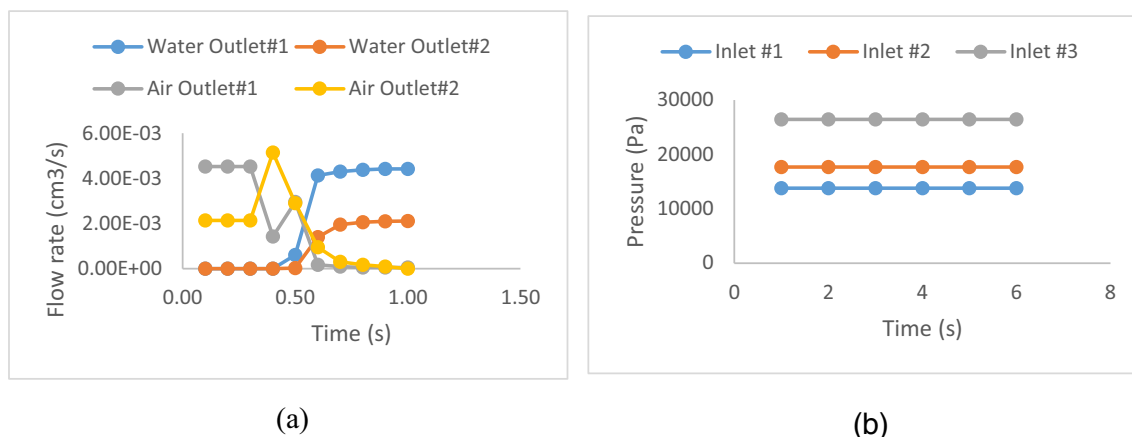 Water Outlet#1 Water Outlet#2
Air Outlet#1 Air Outlet#2
Flow rate (cm3/s)
6.00E-03
4.00E-03
2.00E-03
0.00E+00
0.00 0.50 1.00 1.50
Time (s)
(a)
Inlet #1 Inlet #2 Inlet #3
Pressure (Pa)
30000
20000
10000
0
0 2 4 6 8
Time (s)
(b)